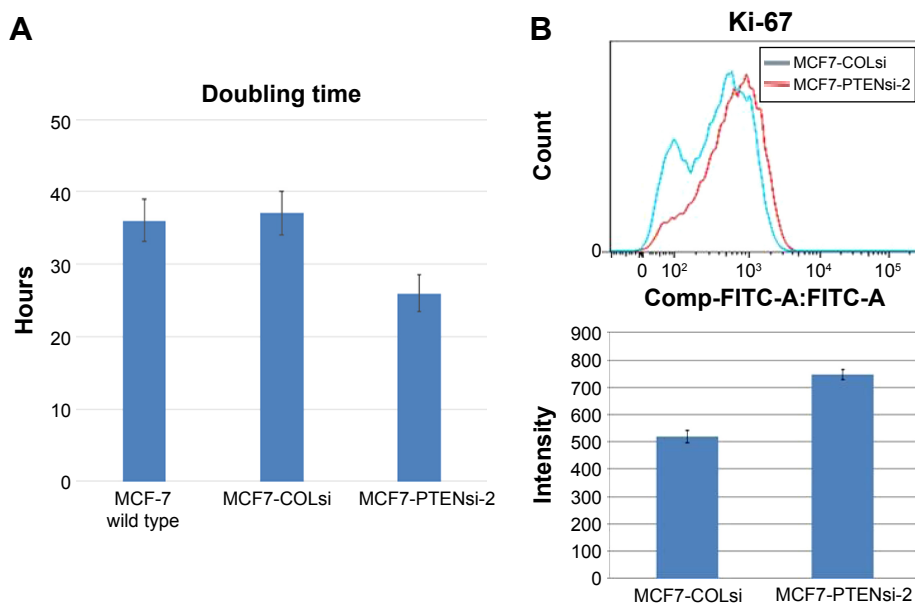 A
Doubling time
Hours
50
40
30
20
10
0
MCF-7
wild type
MCF7-COLsi
MCF7-PTENsi-2
B
Ki-67
MCF7-COLsi
MCF7-PTENsi-2
Count
0
0 10² 10³ 10⁴ 10⁵
Comp-FITC-A:FITC-A
Intensity
900
800
700
600
500
400
300
200
100
0
MCF7-COLsi MCF7-PTENsi-2